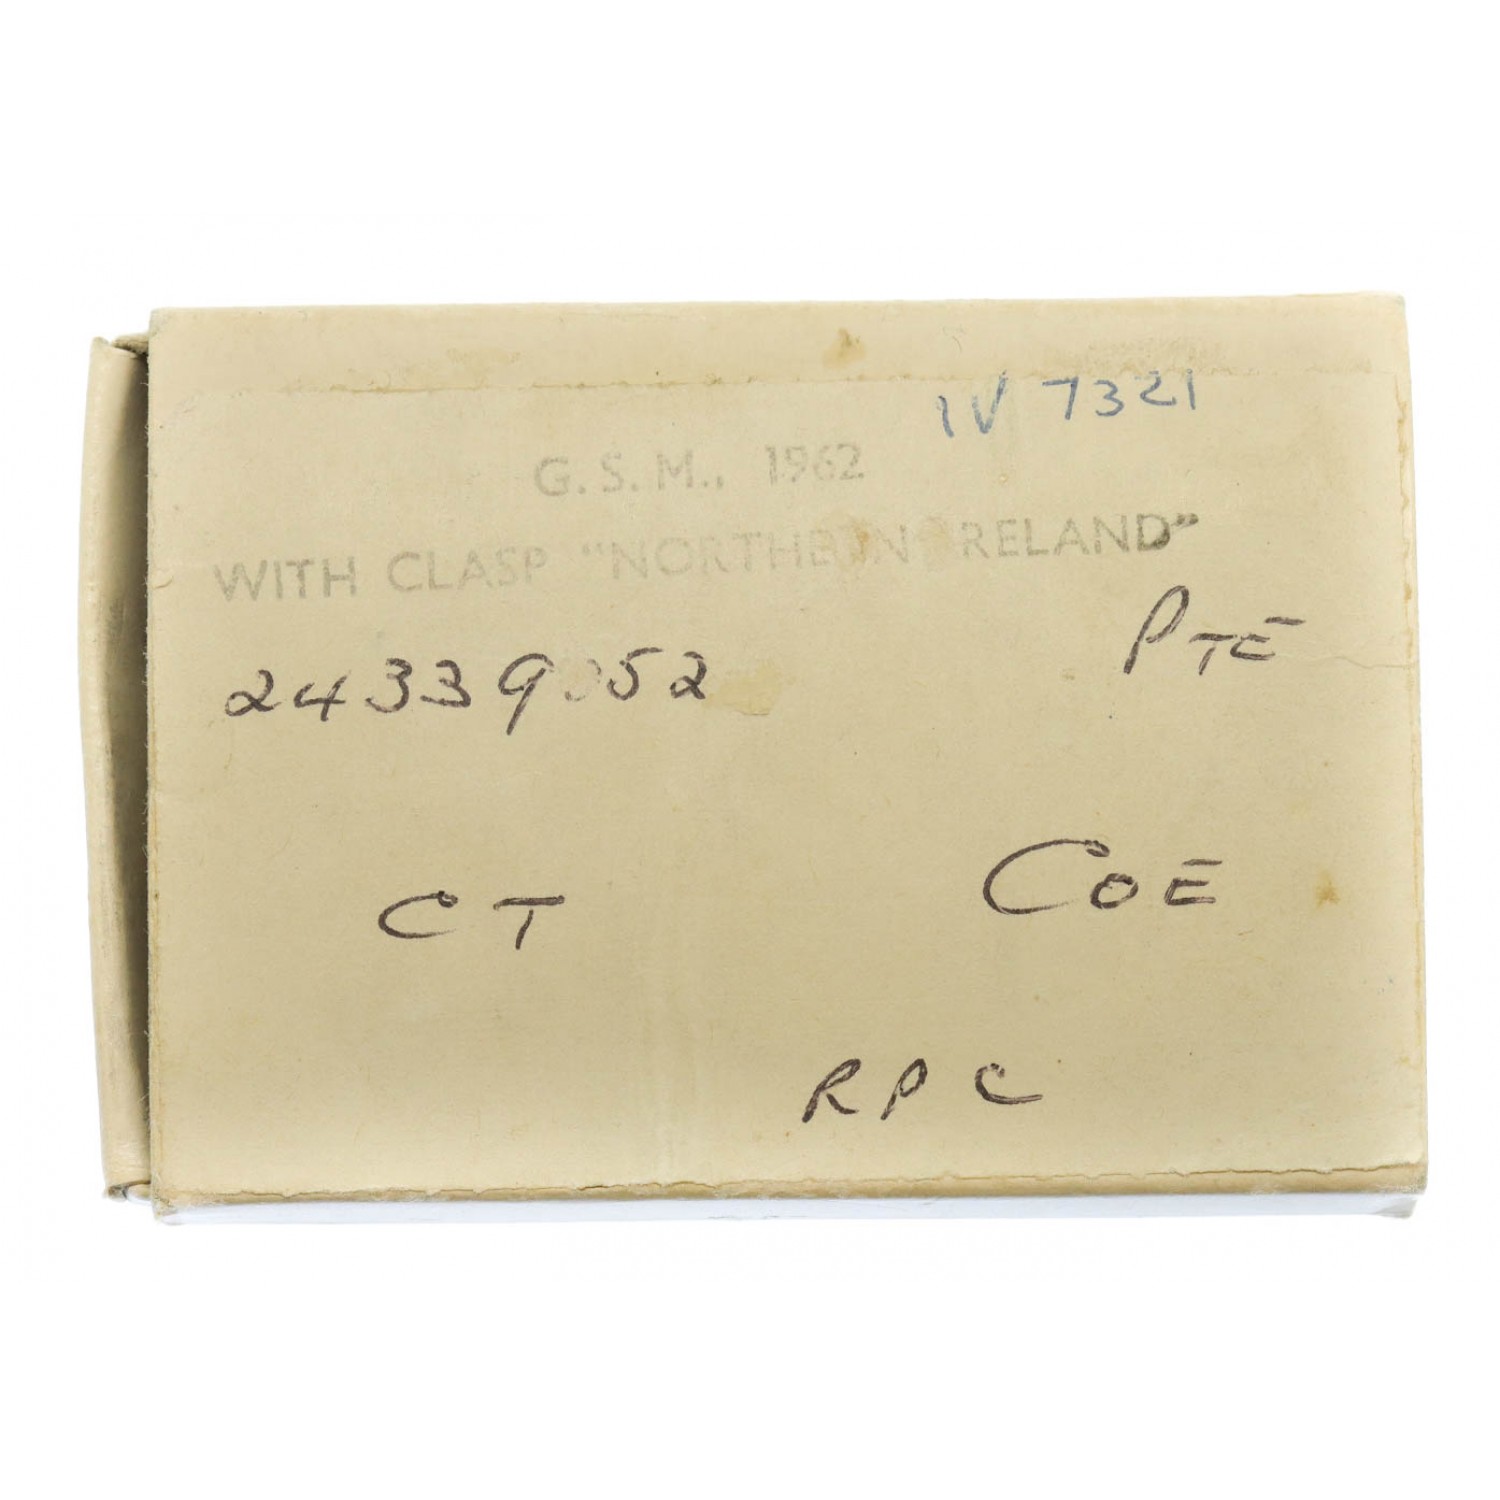 IV 7321
G.S.M., 1962
WITH CLASP "NORTHERN IRELAND"
24339052 PTE
CT COE
RPC